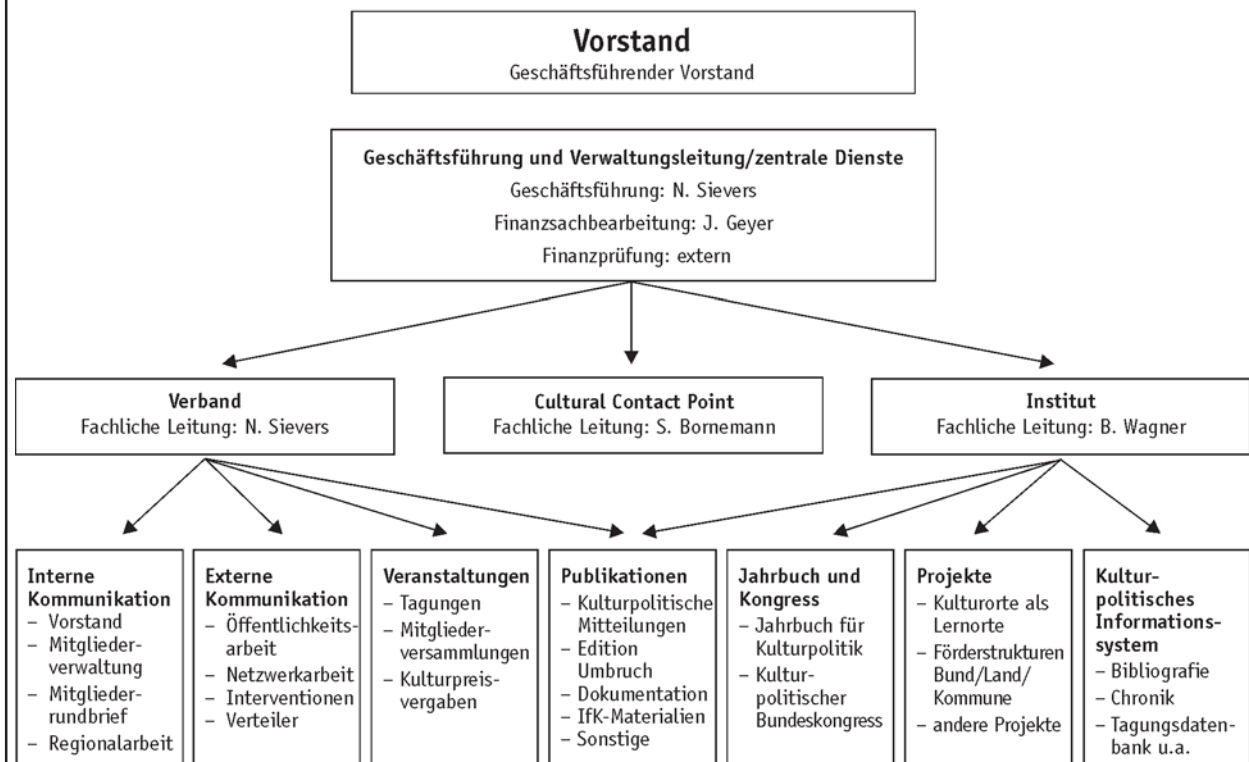 Vorstand
Geschäftsführender Vorstand
Geschäftsführung und Verwaltungsleitung/zentrale Dienste
Geschäftsführung: N. Sievers
Finanzsachbearbeitung: J. Geyer
Finanzprüfung: extern
Verband
Fachliche Leitung: N. Sievers
Cultural Contact Point
Fachliche Leitung: S. Bornemann
Institut
Fachliche Leitung: B. Wagner
Interne
Kommunikation
– Vorstand
– Mitglieder-
verwaltung
– Mitglieder-
rundbrief
– Regionalarbeit
Externe
Kommunikation
– Öffentlichkeits-
arbeit
– Netzwerkarbeit
– Interventionen
– Verteiler
Veranstaltungen
– Tagungen
– Mitglieder-
versammlungen
– Kulturpreis-
vergaben
Publikationen
– Kulturpolitische
Mitteilungen
– Edition
Umbruch
– Dokumentation
– IfK-Materialien
– Sonstige
Jahrbuch und
Kongress
– Jahrbuch für
Kulturpolitik
– Kultur-
politischer
Bundeskongress
Projekte
– Kulturorte als
Lernorte
– Förderstrukturen
Bund/Land/
Kommune
– andere Projekte
Kultur-
politisches
Informations-
system
– Bibliografie
– Chronik
– Tagungsdaten-
bank u.a.